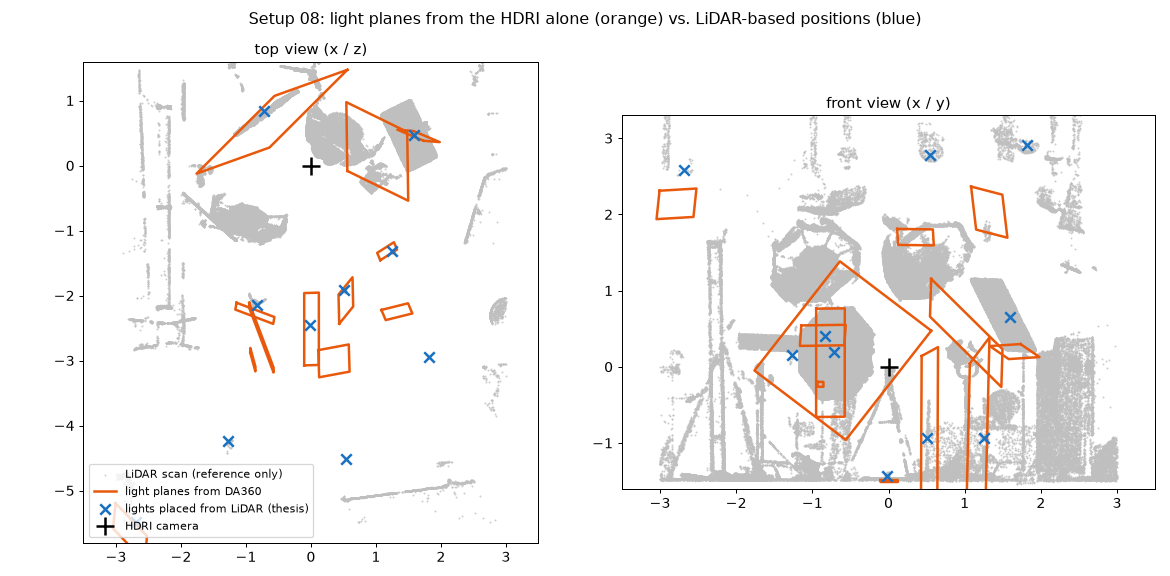 Setup 08: light planes from the HDRI alone (orange) vs. LiDAR-based positions (blue)
top view (x / z)
1
0
−1
−2
−3
−4
−5
−3 −2 −1 0 1 2 3
LiDAR scan (reference only)
light planes from DA360
lights placed from LiDAR (thesis)
HDRI camera
front view (x / y)
3
2
1
0
−1
−3 −2 −1 0 1 2 3